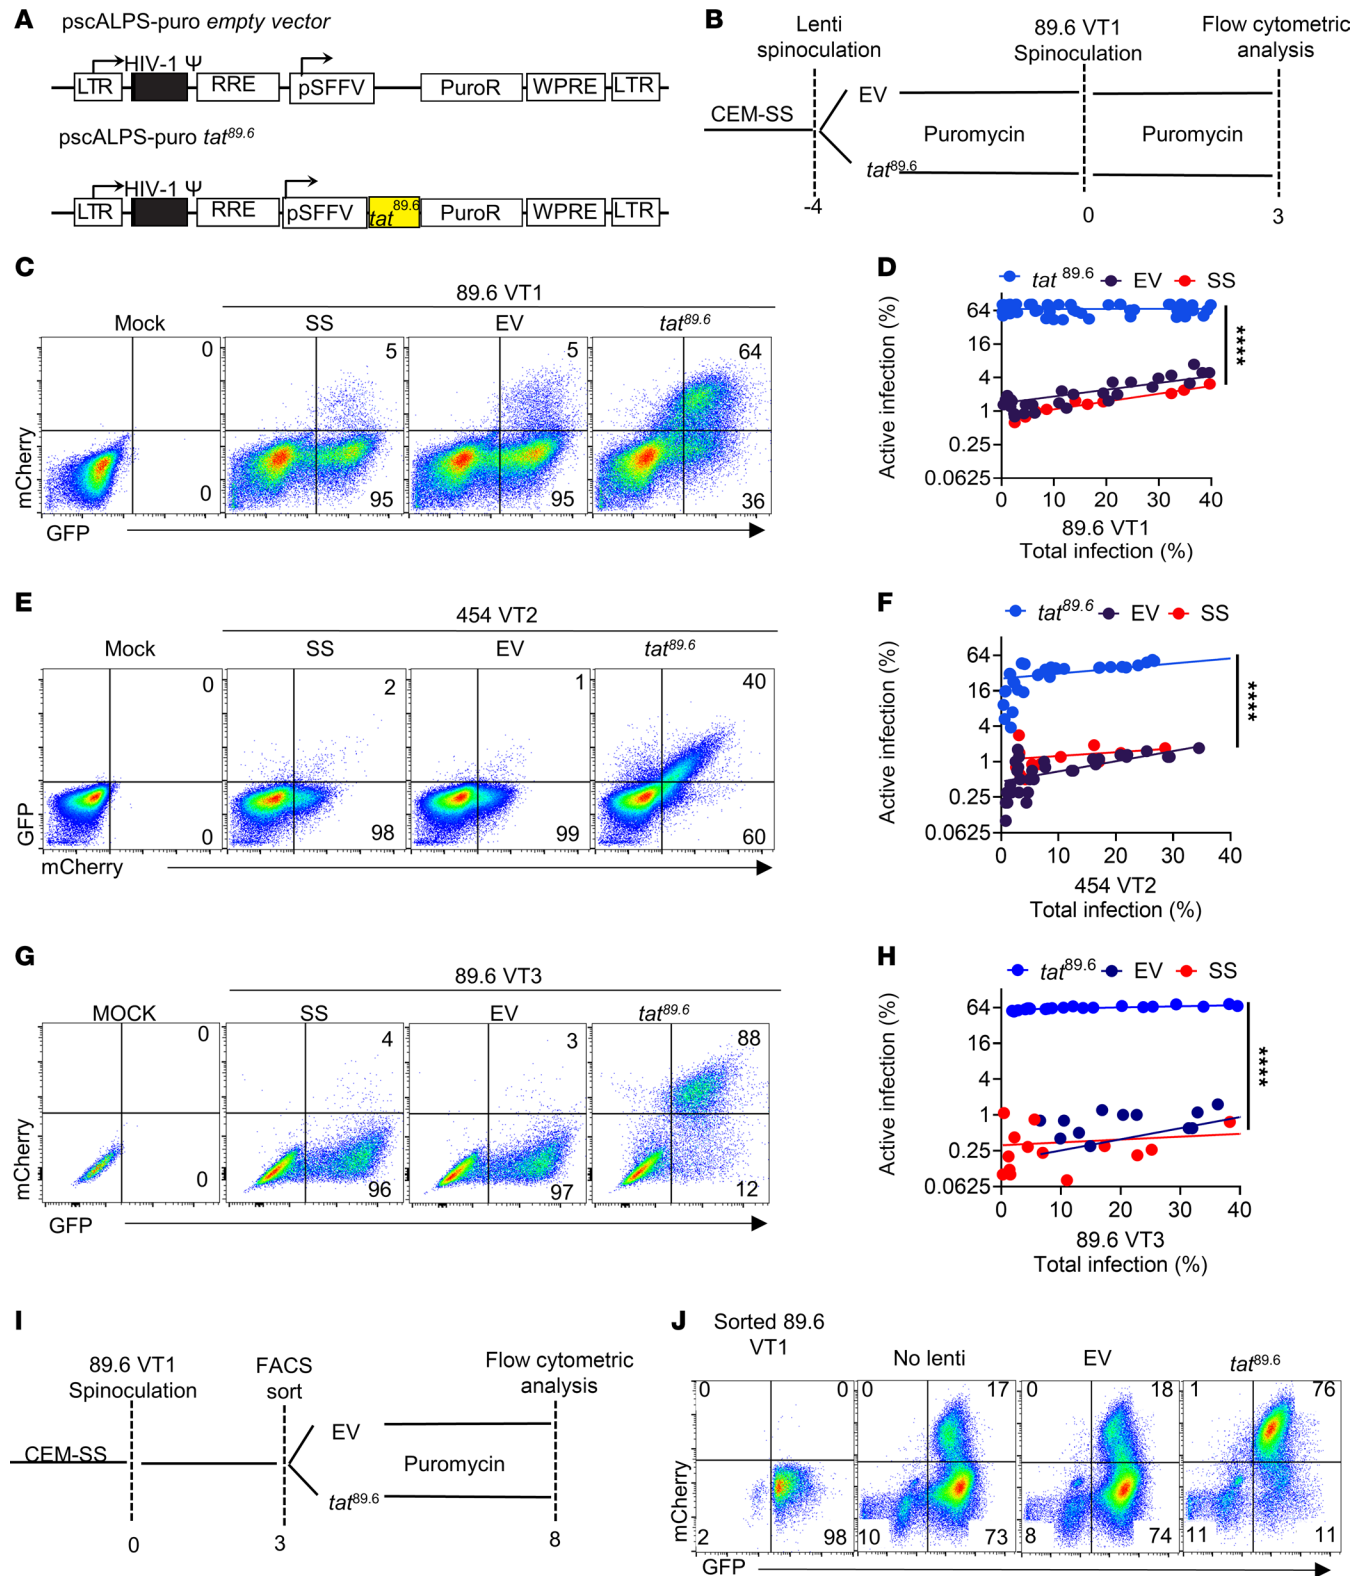 A
pscALPS-puro empty vector
LTR HIV-1 Ψ RRE pSFFV PuroR WPRE LTR
pscALPS-puro tat89.6
LTR HIV-1 Ψ RRE pSFFV tat89.6 PuroR WPRE LTR
B
Lenti spinoculation
89.6 VT1 Spinoculation
Flow cytometric analysis
CEM-SS
EV
Puromycin Puromycin
tat89.6
-4 0 3
C
89.6 VT1
Mock SS EV tat89.6
0 5 5 64
0 95 95 36
mCherry
GFP
D
tat 89.6 EV SS
Active infection (%)
64
16
4
1
0.25
0.0625
0 10 20 30 40
****
89.6 VT1
Total infection (%)
E
454 VT2
Mock SS EV tat89.6
0 2 1 40
0 98 99 60
GFP
mCherry
F
tat89.6 EV SS
Active infection (%)
64
16
4
1
0.25
0.0625
0 10 20 30 40
****
454 VT2
Total infection (%)
G
89.6 VT3
MOCK SS EV tat89.6
0 4 3 88
0 96 97 12
mCherry
GFP
H
tat89.6 EV SS
Active infection (%)
64
16
4
1
0.25
0.0625
0 10 20 30 40
****
89.6 VT3
Total infection (%)
I
89.6 VT1 Spinoculation
FACS sort
Flow cytometric analysis
CEM-SS
EV
Puromycin
tat89.6
0 3 8
J
Sorted 89.6 VT1
No lenti EV tat89.6
0 0 0 17 0 18 1 76
2 98 10 73 8 74 11 11
mCherry
GFP